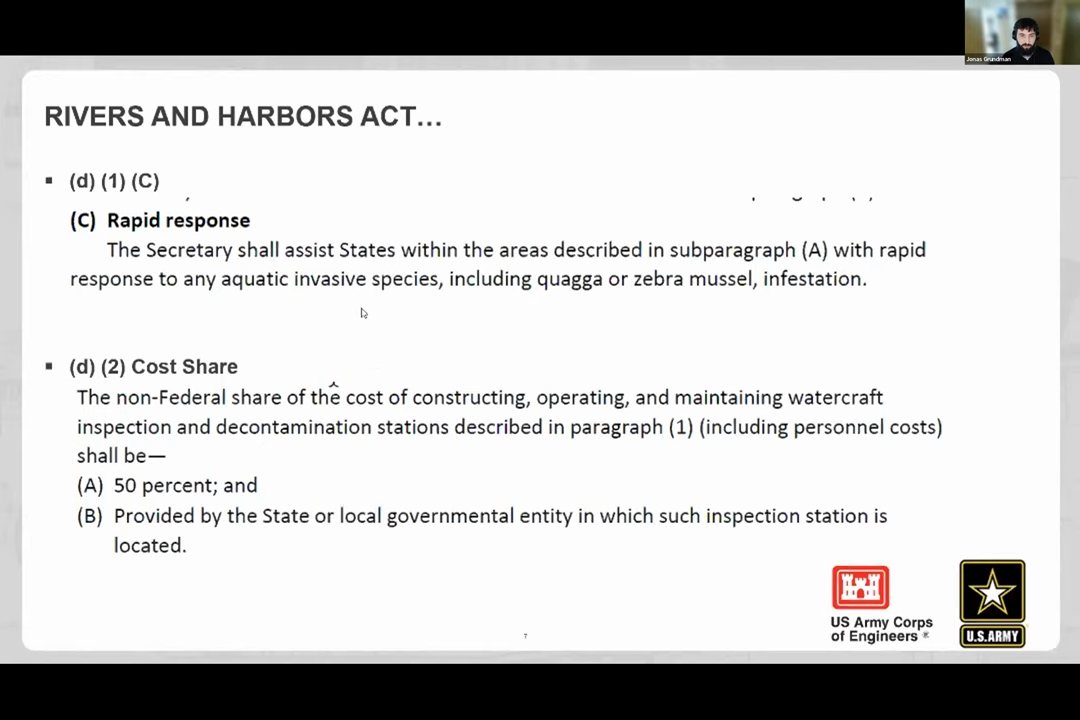 Jonas Grundman
RIVERS AND HARBORS ACT...
▪ (d) (1) (C)
(C) Rapid response
The Secretary shall assist States within the areas described in subparagraph (A) with rapid
response to any aquatic invasive species, including quagga or zebra mussel, infestation.
▪ (d) (2) Cost Share
The non-Federal share of the cost of constructing, operating, and maintaining watercraft
inspection and decontamination stations described in paragraph (1) (including personnel costs)
shall be—
(A) 50 percent; and
(B) Provided by the State or local governmental entity in which such inspection station is
located.
US Army Corps
of Engineers ®
U.S.ARMY
7